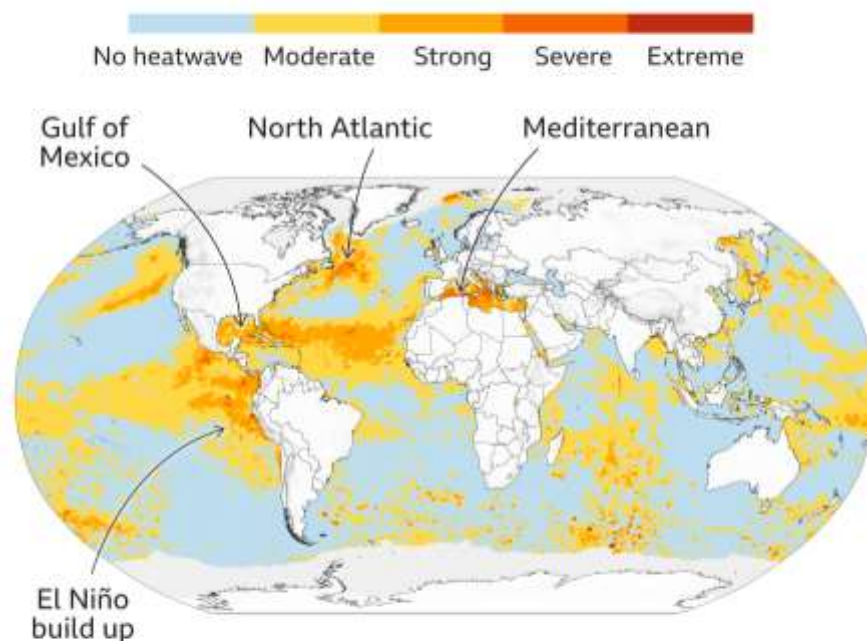 No heatwave Moderate Strong Severe Extreme
Gulf of
Mexico
North Atlantic
Mediterranean
El Niño
build up